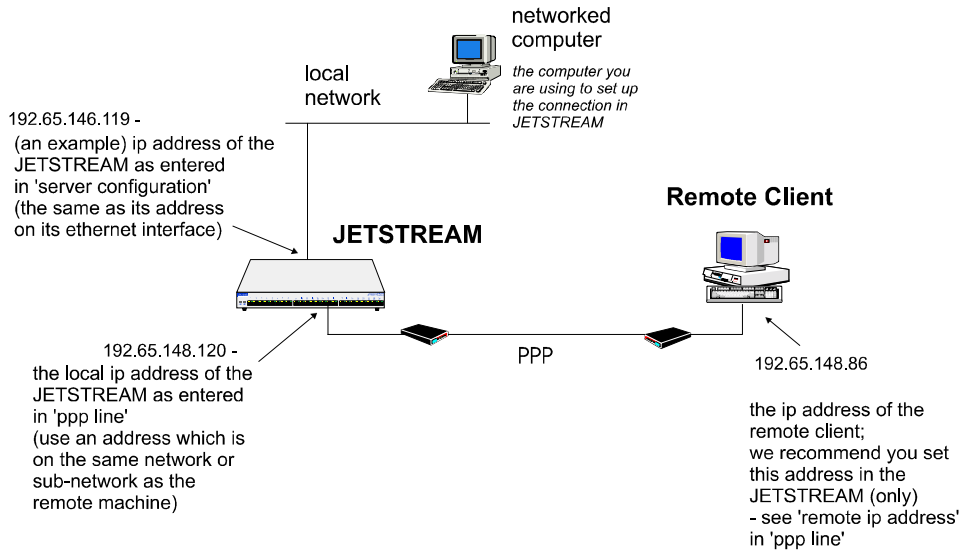 networked
computer
the computer you
are using to set up
the connection in
JETSTREAM
local
network
192.65.146.119 -
(an example) ip address of the
JETSTREAM as entered
in 'server configuration'
(the same as its address
on its ethernet interface)
JETSTREAM
Remote Client
192.65.148.120 -
the local ip address of the
JETSTREAM as entered
in 'ppp line'
(use an address which is
on the same network or
sub-network as the
remote machine)
PPP
192.65.148.86
the ip address of the
remote client;
we recommend you set
this address in the
JETSTREAM (only)
- see 'remote ip address'
in 'ppp line'